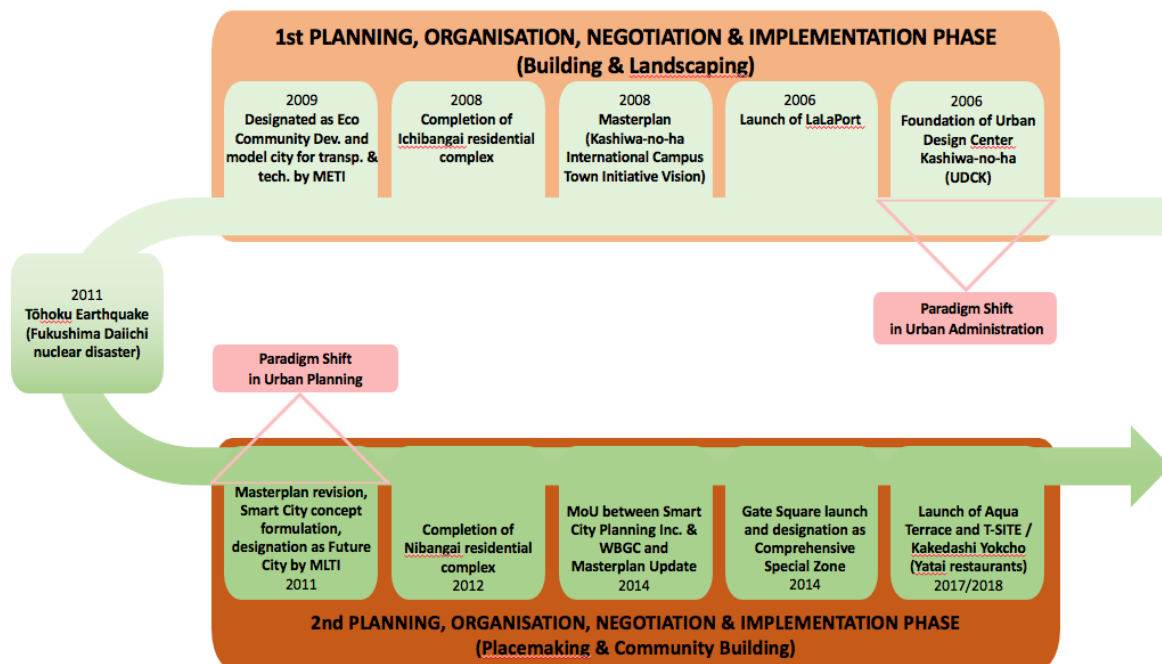 1st PLANNING, ORGANISATION, NEGOTIATION & IMPLEMENTATION PHASE
(Building & Landscaping)
2009
Designated as Eco
Community Dev. and
model city for transp. &
tech. by METI
2008
Completion of
Ichibangai residential
complex
2008
Masterplan
(Kashiwa-no-ha
International Campus
Town Initiative Vision)
2006
Launch of LaLaPort
2006
Foundation of Urban
Design Center
Kashiwa-no-ha
(UDCK)
2011
Tōhoku Earthquake
(Fukushima Daiichi
nuclear disaster)
Paradigm Shift
in Urban Administration
Paradigm Shift
in Urban Planning
Masterplan revision,
Smart City concept
formulation,
designation as Future
City by MLTI
2011
Completion of
Nibangai residential
complex
2012
MoU between Smart
City Planning Inc. &
WBGC and
Masterplan Update
2014
Gate Square launch
and designation as
Comprehensive
Special Zone
2014
Launch of Aqua
Terrace and T-SITE /
Kakedashi Yokcho
(Yatai restaurants)
2017/2018
2nd PLANNING, ORGANISATION, NEGOTIATION & IMPLEMENTATION PHASE
(Placemaking & Community Building)